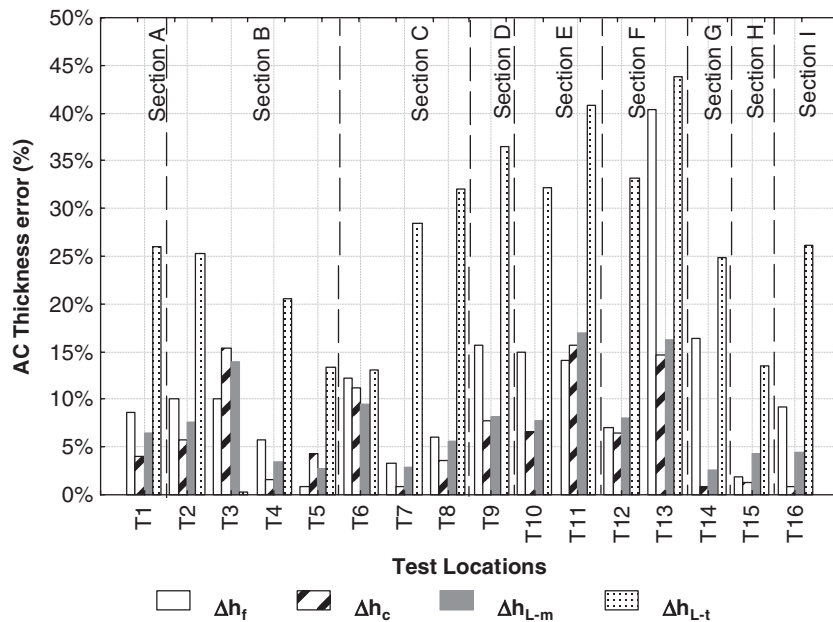 50%
45%
40%
35%
30%
25%
20%
15%
10%
5%
0%
AC Thickness error (%)
Section A
Section B
Section C
Section D
Section E
Section F
Section G
Section H
Section I
T1 T2 T3 T4 T5 T6 T7 T8 T9 T10 T11 T12 T13 T14 T15 T16
Test Locations
Δhf Δhc ΔhL-m ΔhL-t